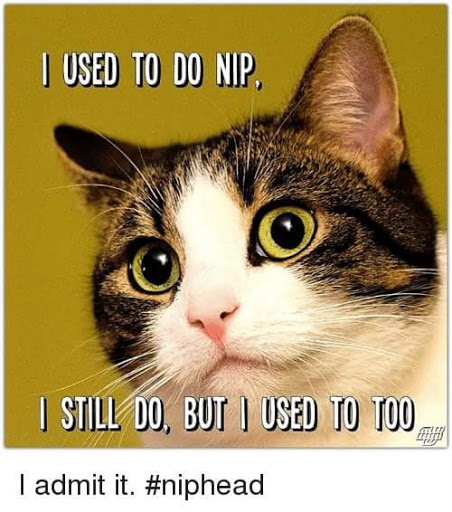 I USED TO DO NIP,
I STILL DO, BUT I USED TO TOO
I admit it. #niphead